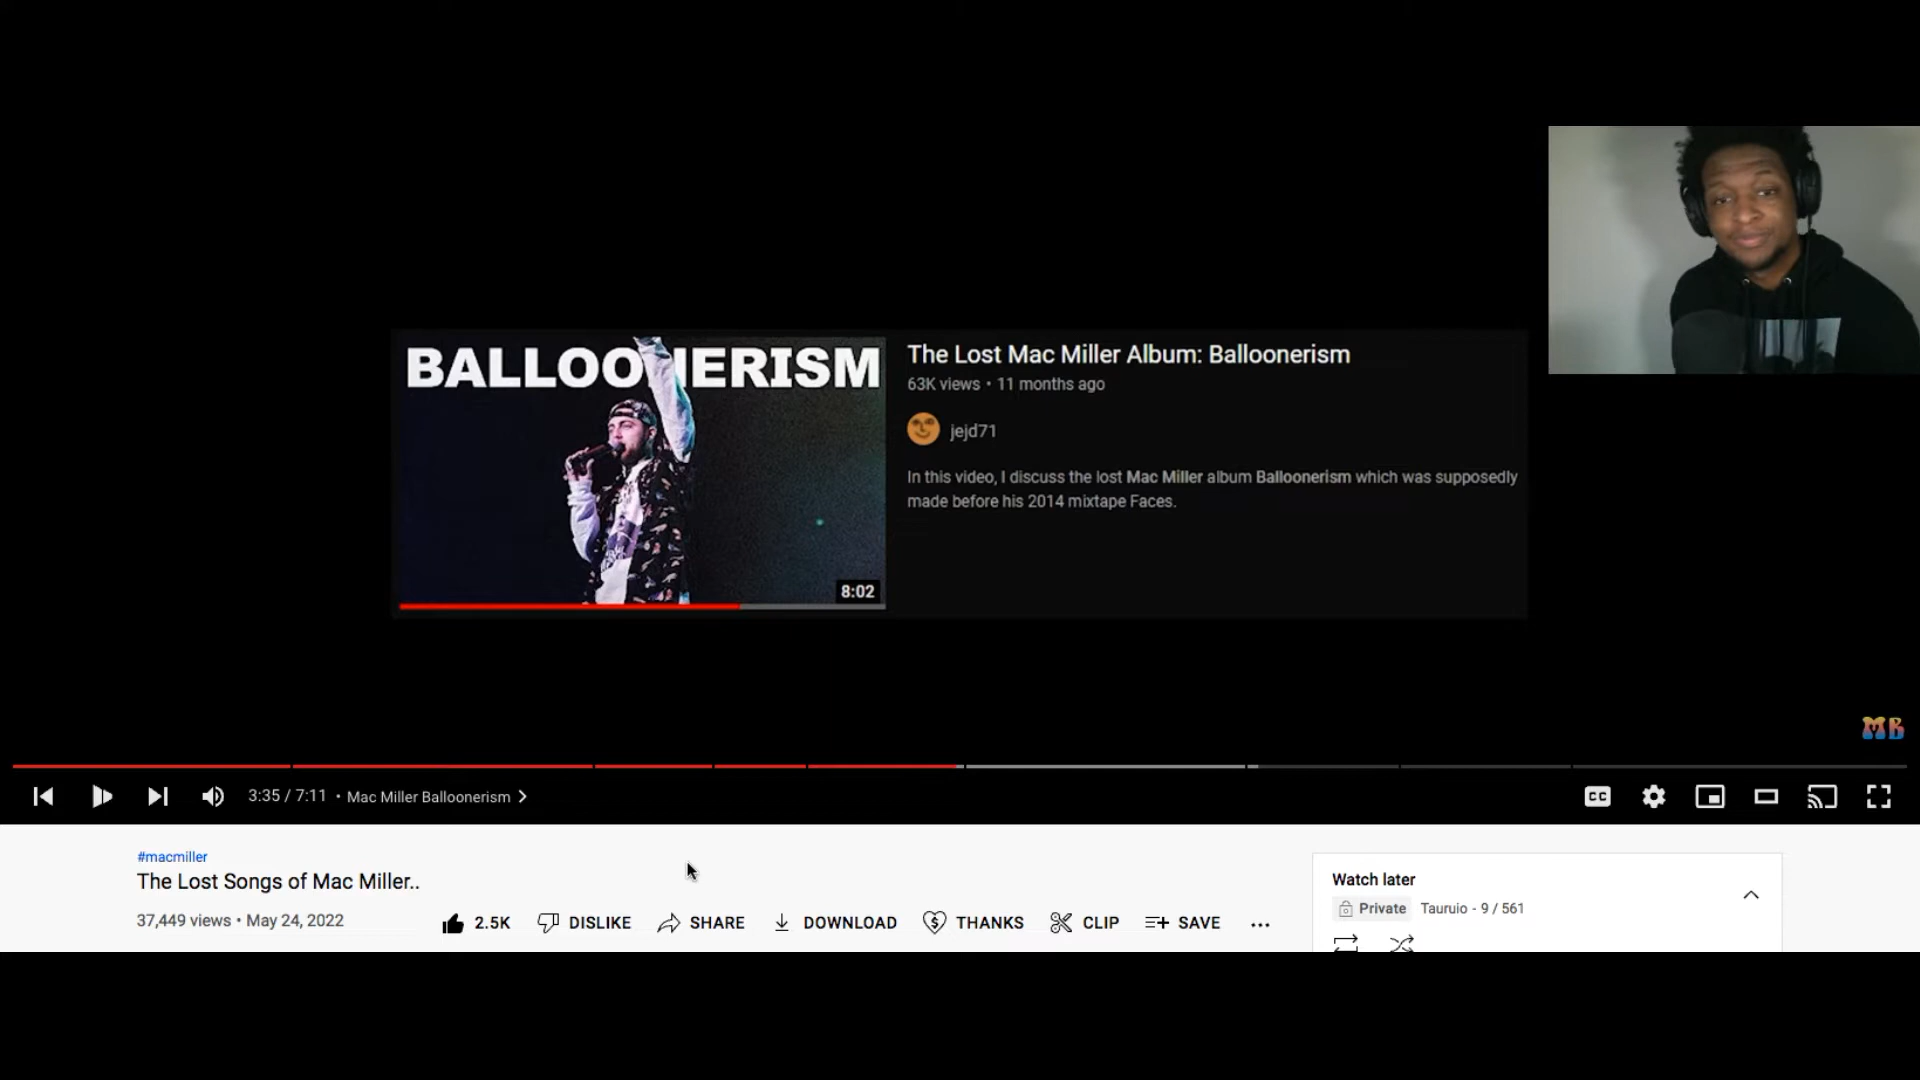 BALLOONERISM
8:02
The Lost Mac Miller Album: Balloonerism
63K views • 11 months ago
jejd71
In this video, I discuss the lost Mac Miller album Balloonerism which was supposedly
made before his 2014 mixtape Faces.
MB
3:35 / 7:11 • Mac Miller Balloonerism
CC
#macmiller
The Lost Songs of Mac Miller..
37,449 views • May 24, 2022
2.5K DISLIKE SHARE DOWNLOAD THANKS CLIP SAVE ...
Watch later
Private Tauruio - 9 / 561